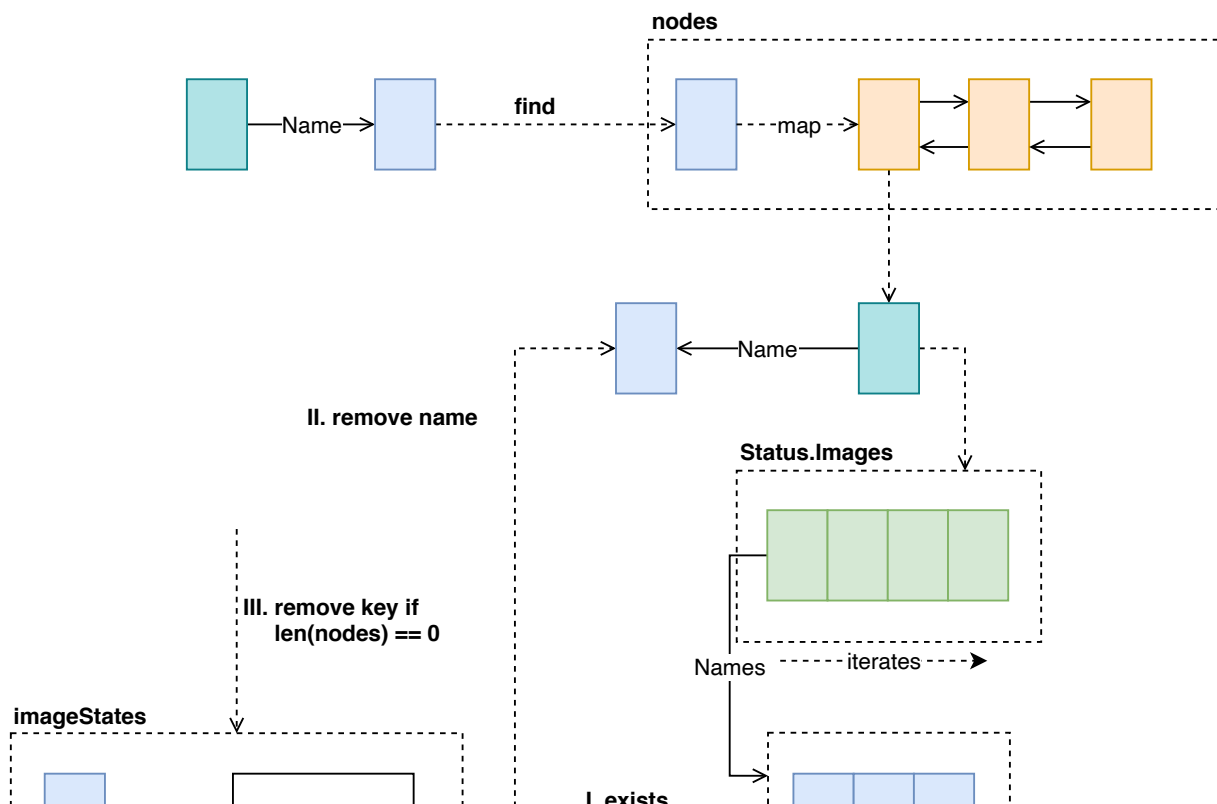 nodes
find
Name
map
Name
II. remove name
Status.Images
III. remove key if
len(nodes) == 0
Names
iterates
imageStates
I. exists